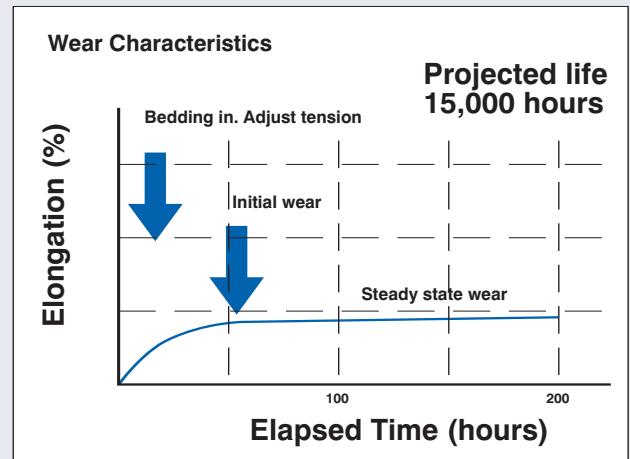 Wear Characteristics
Projected life
15,000 hours
Bedding in. Adjust tension
Initial wear
Steady state wear
Elongation (%)
100
200
Elapsed Time (hours)